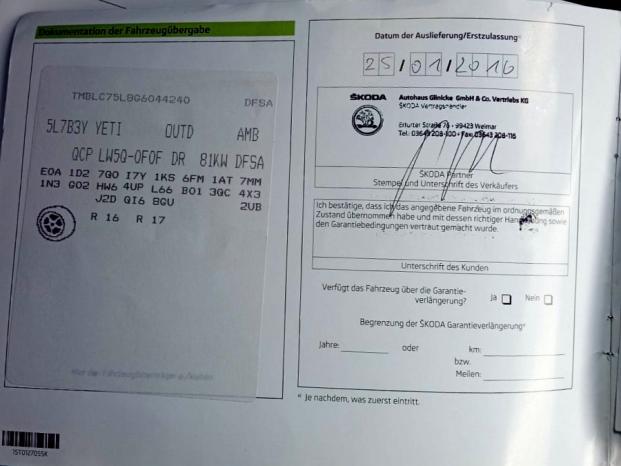 Dokumentation der Fahrzeugübergabe
TMBLC75L8G6044240 DFSA
5L7B3Y YETI OUTD AMB
QCP LW5Q-0F0F DR 81KW DFSA
E0A 1D2 7G0 I7Y 1KS 6FM 1AT 7MM
1N3 G02 HW6 4UP L66 B01 3GC 4X3
J2D QI6 8GU 2UB
R 16 R 17
Datum der Auslieferung/Erstzulassung*
25/01/2016
ŠKODA Autohaus Glinicke GmbH & Co. Vertriebs KG
ŠKODA Vertragshändler
Erfurter Straße 76 • 99423 Weimar
ŠKODA Partner
Stempel und Unterschrift des Verkäufers
Ich bestätige, dass ich das angegebene Fahrzeug im ordnungsgemäßen
Zustand übernommen habe und mit dessen richtiger sowie
den Garantiebedingungen vertraut gemacht wurde.
Unterschrift des Kunden
Verfügt das Fahrzeug über die Garantie-
verlängerung? Ja Nein
Begrenzung der ŠKODA Garantieverlängerung*
Jahre: oder km:
bzw.
Meilen:
* Je nachdem, was zuerst eintritt.
1ST012705SK